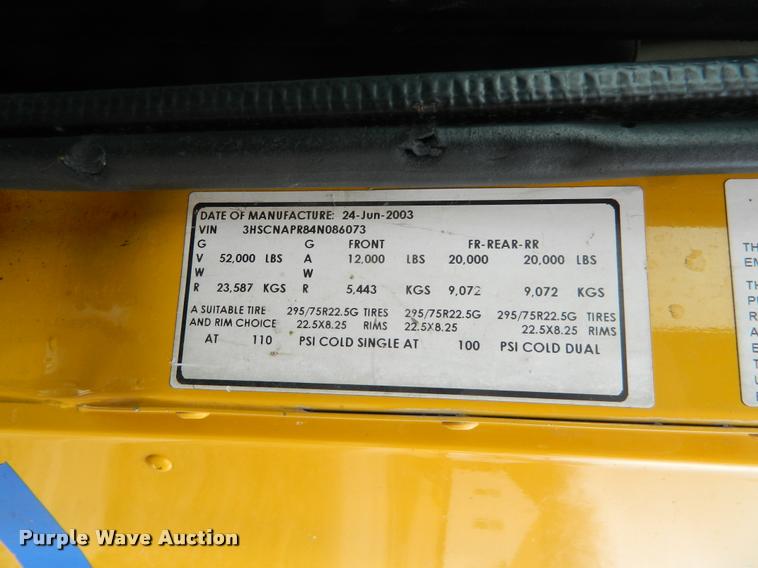 DATE OF MANUFACTURE: 24-Jun-2003
VIN 3HSCNAPR84N086073
G G FRONT FR-REAR-RR
V 52,000 LBS A 12,000 LBS 20,000 20,000 LBS
W W
R 23,587 KGS R 5,443 KGS 9,072 9,072 KGS
A SUITABLE TIRE 295/75R22.5G TIRES 295/75R22.5G 295/75R22.5G TIRES
AND RIM CHOICE 22.5X8.25 RIMS 22.5X8.25 22.5X8.25 RIMS
AT 110 PSI COLD SINGLE AT 100 PSI COLD DUAL
Purple Wave Auction